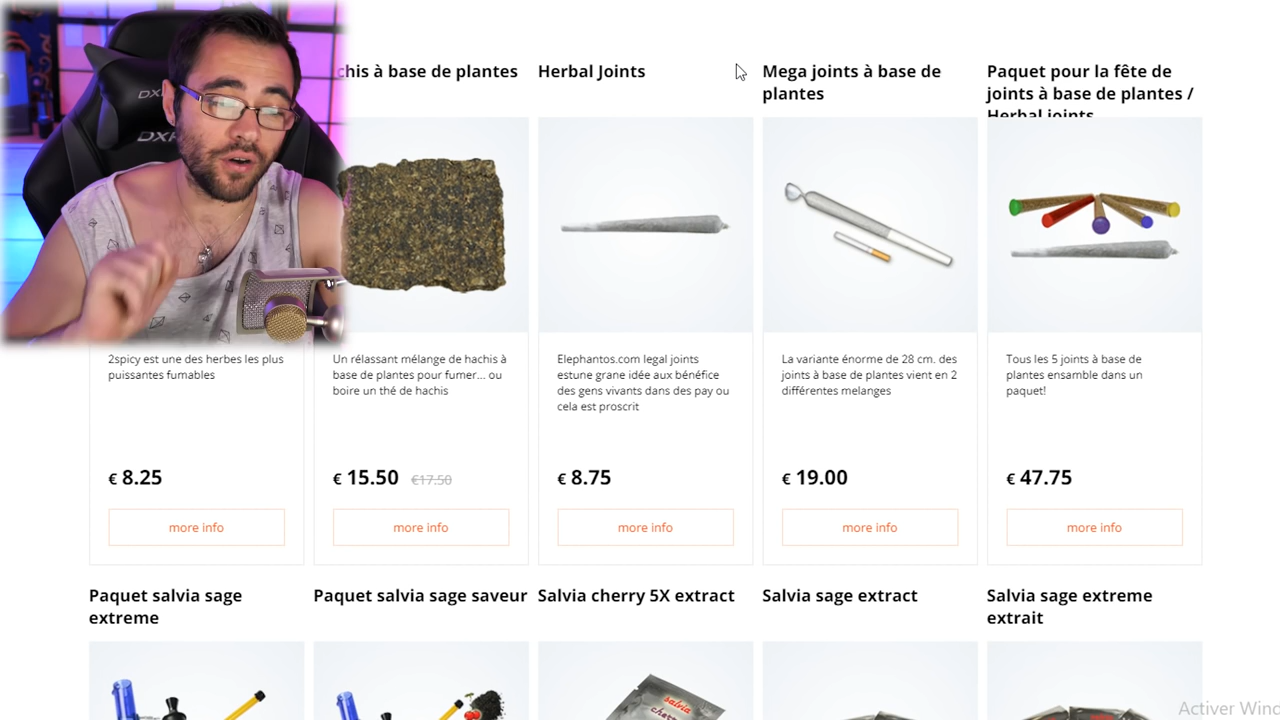 chis à base de plantes
Herbal Joints
Mega joints à base de
plantes
Paquet pour la fête de
joints à base de plantes /
Herbal joints
2spicy est une des herbes les plus
puissantes fumables
Un rélassant mélange de hachis à
base de plantes pour fumer... ou
boire un thé de hachis
Elephantos.com legal joints
estune grane idée aux bénéfice
des gens vivants dans des pay ou
cela est proscrit
La variante énorme de 28 cm. des
joints à base de plantes vient en 2
différentes melanges
Tous les 5 joints à base de
plantes ensamble dans un
paquet!
€ 8.25
€ 15.50 €17.50
€ 8.75
€ 19.00
€ 47.75
more info
more info
more info
more info
more info
Paquet salvia sage
extreme
Paquet salvia sage saveur
Salvia cherry 5X extract
Salvia sage extract
Salvia sage extreme
extrait
salvia
Activer Wind